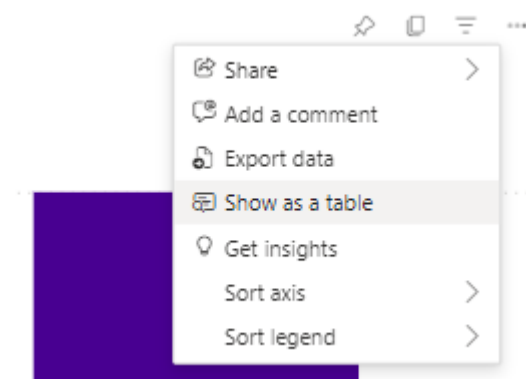 Share
Add a comment
Export data
Show as a table
Get insights
Sort axis
Sort legend